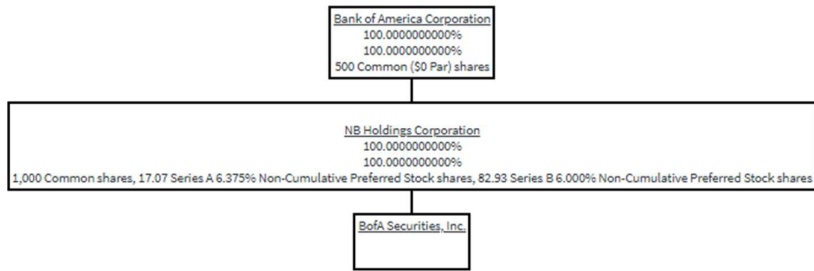 Bank of America Corporation
100.0000000000%
100.0000000000%
500 Common ($0 Par) shares
NB Holdings Corporation
100.0000000000%
100.0000000000%
1,000 Common shares, 17.07 Series A 6.375% Non-Cumulative Preferred Stock shares, 82.93 Series B 6.000% Non-Cumulative Preferred Stock shares
BofA Securities, Inc.